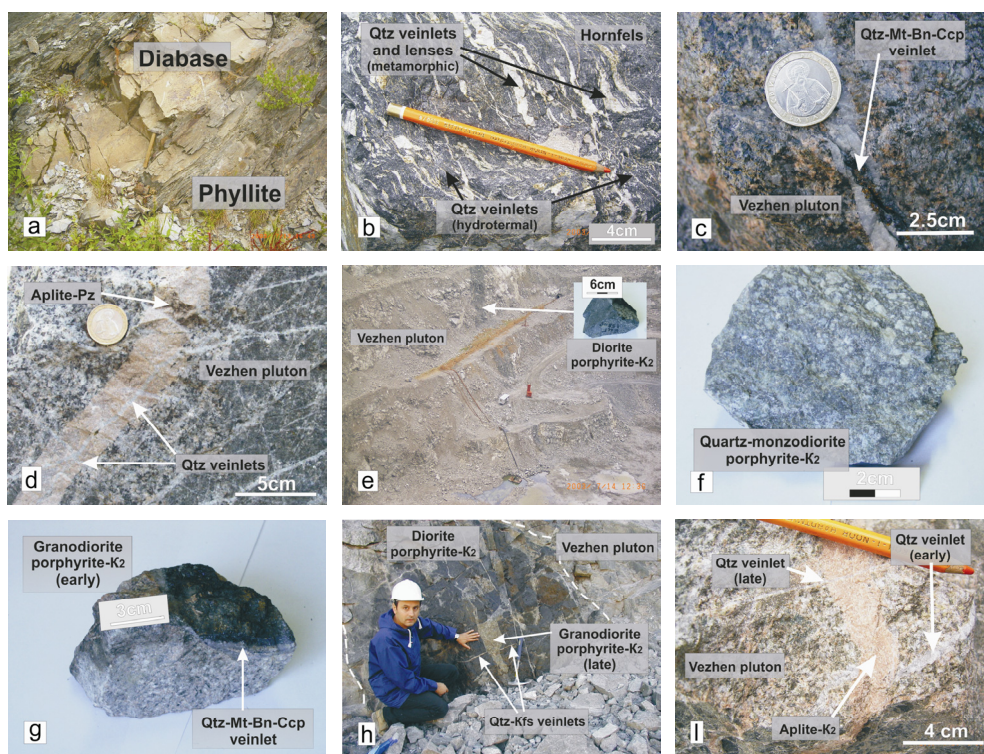 Diabase
Phyllite
a
Qtz veinlets
and lenses
(metamorphic)
Hornfels
Qtz veinlets
(hydrotermal)
4cm
b
Qtz-Mt-Bn-Ccp
veinlet
Vezhen pluton
2.5cm
c
Aplite-Pz
Vezhen pluton
Qtz veinlets
5cm
d
6cm
Vezhen pluton
Diorite
porphyrite-K2
e
Quartz-monzodiorite
porphyrite-K2
2cm
f
Granodiorite
porphyrite-K2
(early)
3cm
Qtz-Mt-Bn-Ccp
veinlet
g
Diorite
porphyrite-K2
Vezhen pluton
Granodiorite
porphyrite-K2
(late)
Qtz-Kfs veinlets
h
Qtz veinlet
(early)
Qtz veinlet
(late)
Vezhen pluton
Aplite-K2
4 cm
I